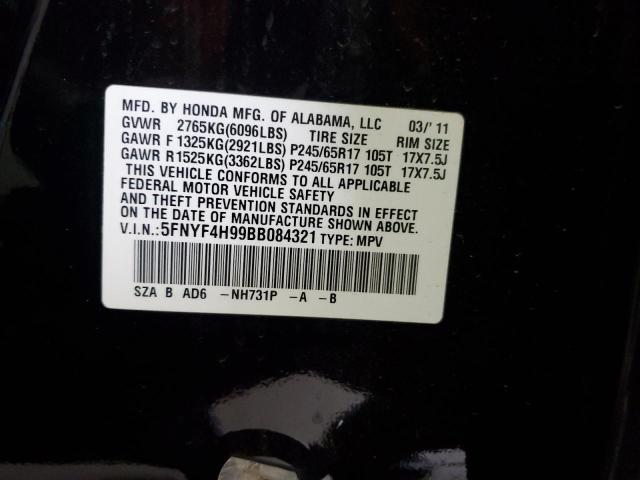 MFD. BY HONDA MFG. OF ALABAMA, LLC 03/'11
GVWR 2765KG(6096LBS) TIRE SIZE RIM SIZE
GAWR F 1325KG(2921LBS) P245/65R17 105T 17X7.5J
GAWR R1525KG(3362LBS) P245/65R17 105T 17X7.5J
THIS VEHICLE CONFORMS TO ALL APPLICABLE
FEDERAL MOTOR VEHICLE SAFETY
AND THEFT PREVENTION STANDARDS IN EFFECT
ON THE DATE OF MANUFACTURE SHOWN ABOVE.
V.I.N.:5FNYF4H99BB084321 TYPE: MPV
SZA B AD6 -NH731P -A -B